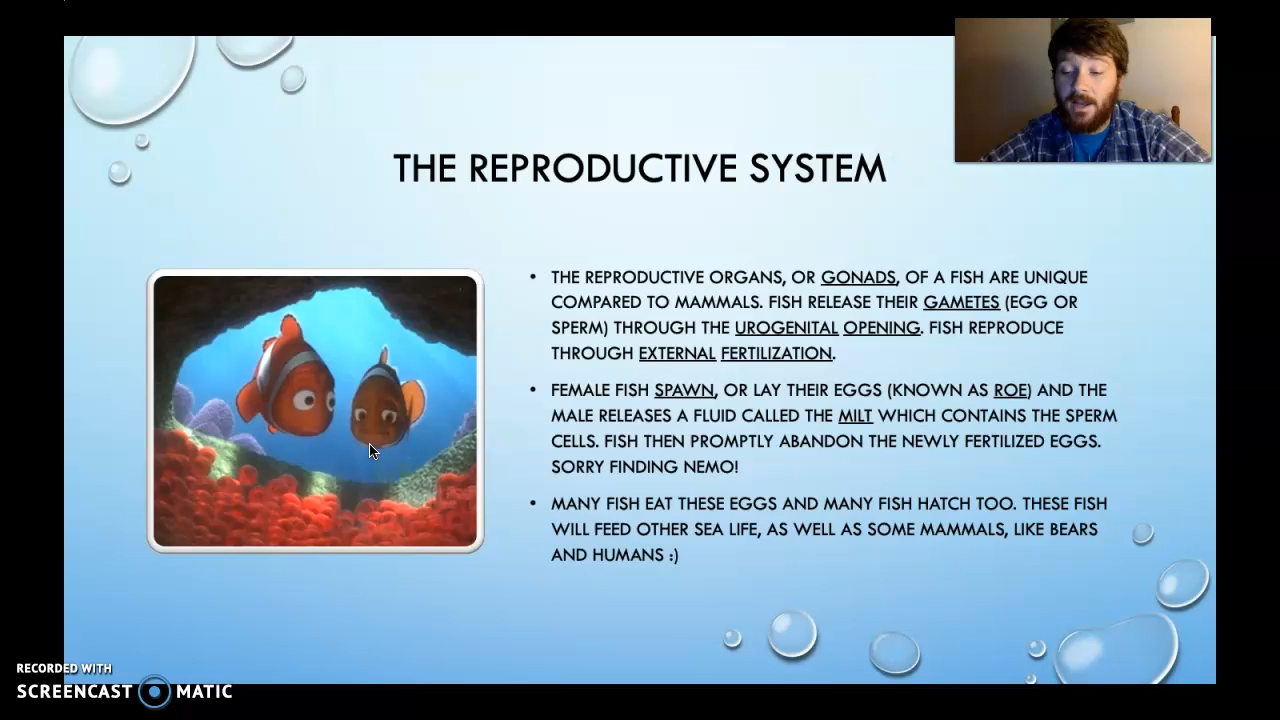 THE REPRODUCTIVE SYSTEM
• THE REPRODUCTIVE ORGANS, OR GONADS, OF A FISH ARE UNIQUE
COMPARED TO MAMMALS. FISH RELEASE THEIR GAMETES (EGG OR
SPERM) THROUGH THE UROGENITAL OPENING. FISH REPRODUCE
THROUGH EXTERNAL FERTILIZATION.
• FEMALE FISH SPAWN, OR LAY THEIR EGGS (KNOWN AS ROE) AND THE
MALE RELEASES A FLUID CALLED THE MILT WHICH CONTAINS THE SPERM
CELLS. FISH THEN PROMPTLY ABANDON THE NEWLY FERTILIZED EGGS.
SORRY FINDING NEMO!
• MANY FISH EAT THESE EGGS AND MANY FISH HATCH TOO. THESE FISH
WILL FEED OTHER SEA LIFE, AS WELL AS SOME MAMMALS, LIKE BEARS
AND HUMANS :)
RECORDED WITH
SCREENCAST MATIC